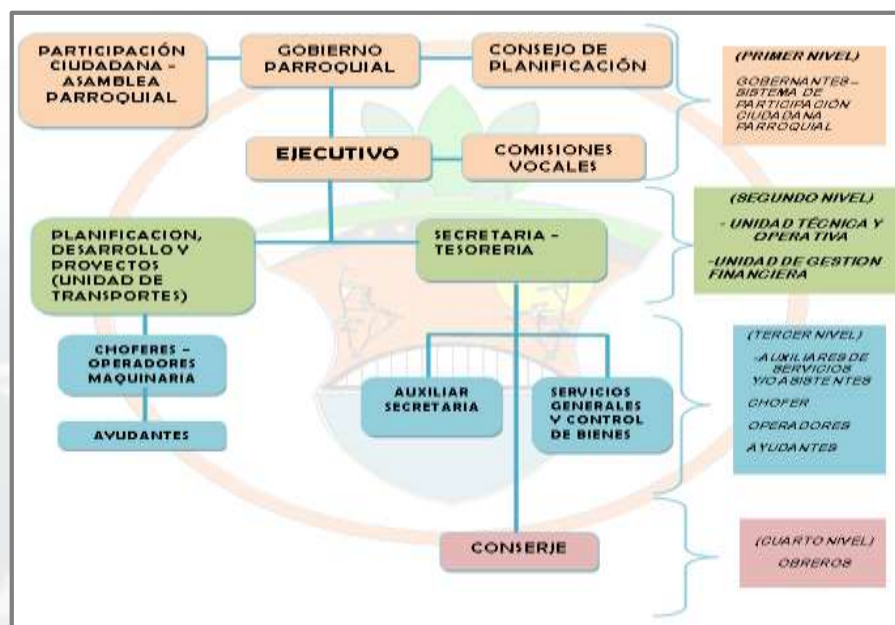 PARTICIPACIÓN
CIUDADANA –
ASAMBLEA
PARROQUIAL
GOBIERNO
PARROQUIAL
CONSEJO DE
PLANIFICACIÓN
(PRIMER NIVEL)
GOBERNANTES –
SISTEMA DE
PARTICIPACIÓN
CIUDADANA
PARROQUIAL
EJECUTIVO
COMISIONES
VOCALES
PLANIFICACION,
DESARROLLO Y
PROYECTOS
(UNIDAD DE
TRANSPORTES)
SECRETARIA –
TESORERIA
(SEGUNDO NIVEL)
- UNIDAD TÉCNICA Y
OPERATIVA
-UNIDAD DE GESTION
FINANCIERA
CHOFERES –
OPERADORES
MAQUINARIA
AYUDANTES
AUXILIAR
SECRETARIA
SERVICIOS
GENERALES
Y CONTROL
DE BIENES
(TERCER NIVEL)
-AUXILIARES DE
SERVICIOS
Y/O ASISTENTES
CHOFER
OPERADORES
AYUDANTES
CONSERJE
(CUARTO NIVEL)
OBREROS